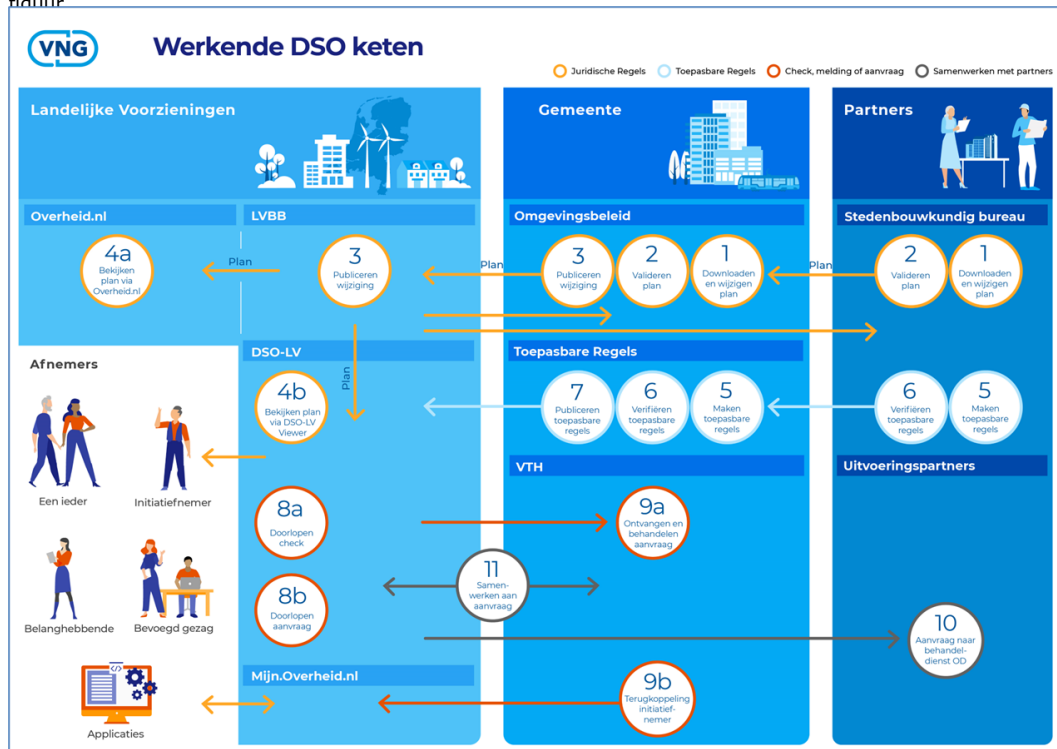 figuur
VNG
Werkende DSO keten
Juridische Regels
Toepasbare Regels
Check, melding of aanvraag
Samenwerken met partners
Landelijke Voorzieningen
Gemeente
Partners
Overheid.nl
LVBB
Omgevingsbeleid
Stedenbouwkundig bureau
4a
Bekijken
plan via
Overheid.nl
Plan
3
Publiceren
wijziging
Plan
3
Publiceren
wijziging
2
Valideren
plan
1
Downloaden
en wijzigen
plan
Plan
2
Valideren
plan
1
Downloaden
en wijzigen
plan
Plan
Afnemers
DSO-LV
Toepasbare Regels
4b
Bekijken plan
via DSO-LV
Viewer
7
Publiceren
toepasbare
regels
6
Verifiëren
toepasbare
regels
5
Maken
toepasbare
regels
6
Verifiëren
toepasbare
regels
5
Maken
toepasbare
regels
Een ieder
Initiatiefnemer
VTH
Uitvoeringspartners
8a
Doorlopen
check
9a
Ontvangen en
behandelen
aanvraag
11
Samen-
werken aan
aanvraag
8b
Doorlopen
aanvraag
Belanghebbende
Bevoegd gezag
10
Aanvraag naar
behandel-
dienst OD
Mijn.Overheid.nl
9b
Terugkoppeling
initiatief-
nemer
</>
Applicaties